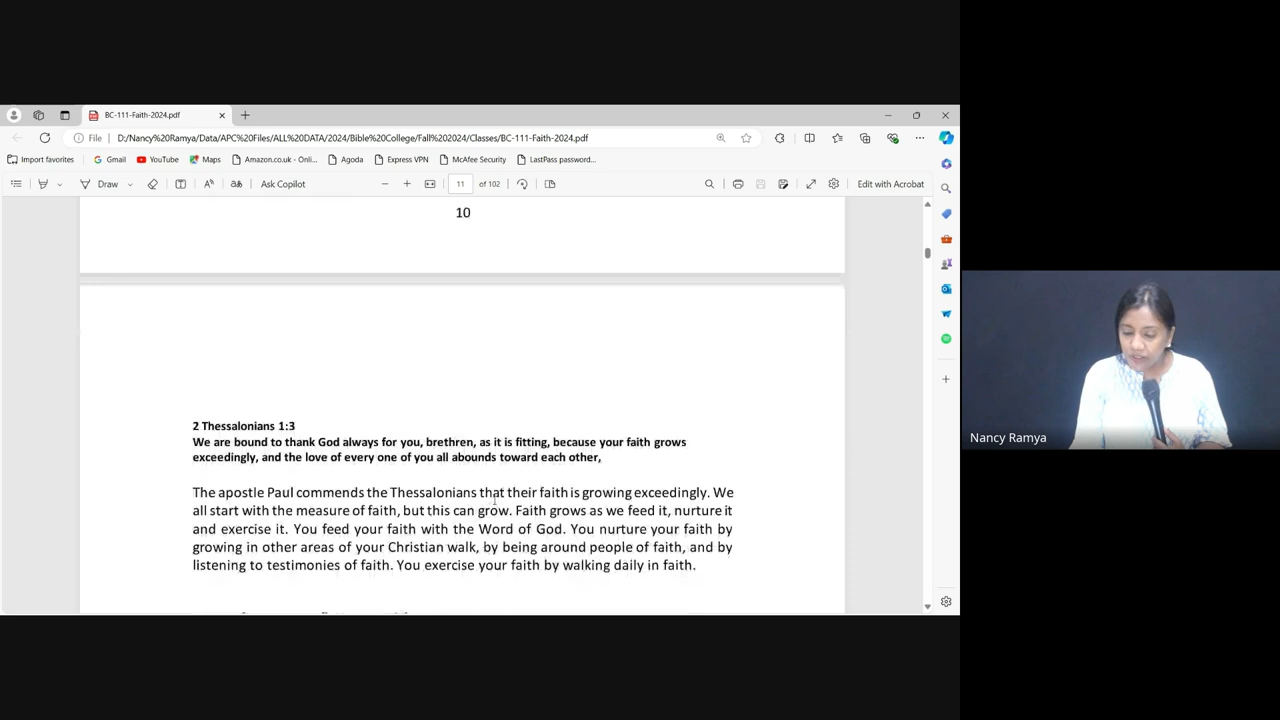 BC-111-Faith-2024.pdf
File D:/Nancy%20Ramya/Data/APC%20Files/ALL%20DATA/2024/Bible%20College/Fall%202024/Classes/BC-111-Faith-2024.pdf
Import favorites Gmail YouTube Maps Amazon.co.uk - Onli... Agoda Express VPN McAfee Security LastPass password...
Draw Ask Copilot 11 of 102 Edit with Acrobat
10
2 Thessalonians 1:3
We are bound to thank God always for you, brethren, as it is fitting, because your faith grows
exceedingly, and the love of every one of you all abounds toward each other,
The apostle Paul commends the Thessalonians that their faith is growing exceedingly. We
all start with the measure of faith, but this can grow. Faith grows as we feed it, nurture it
and exercise it. You feed your faith with the Word of God. You nurture your faith by
growing in other areas of your Christian walk, by being around people of faith, and by
listening to testimonies of faith. You exercise your faith by walking daily in faith.
Nancy Ramya